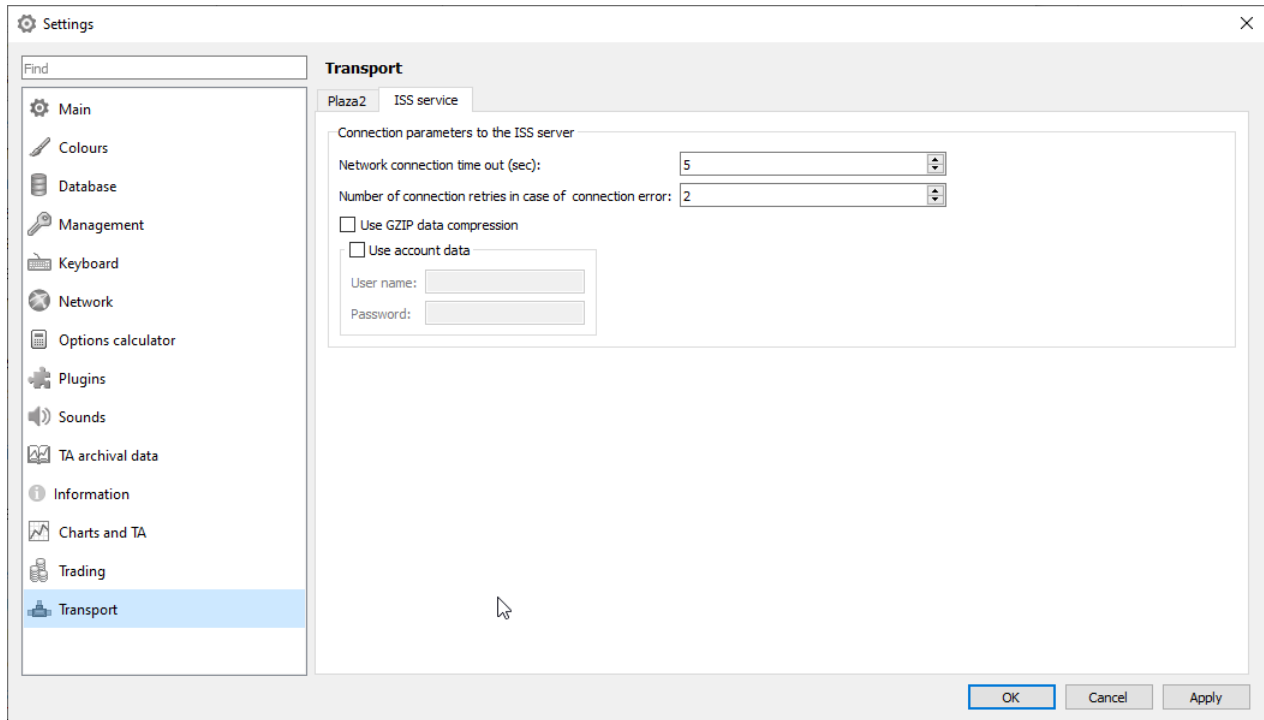 Settings
Find
Main
Colours
Database
Management
Keyboard
Network
Options calculator
Plugins
Sounds
TA archival data
Information
Charts and TA
Trading
Transport
Transport
Plaza2
ISS service
Connection parameters to the ISS server
Network connection time out (sec): 5
Number of connection retries in case of connection error: 2
Use GZIP data compression
Use account data
User name:
Password:
OK
Cancel
Apply